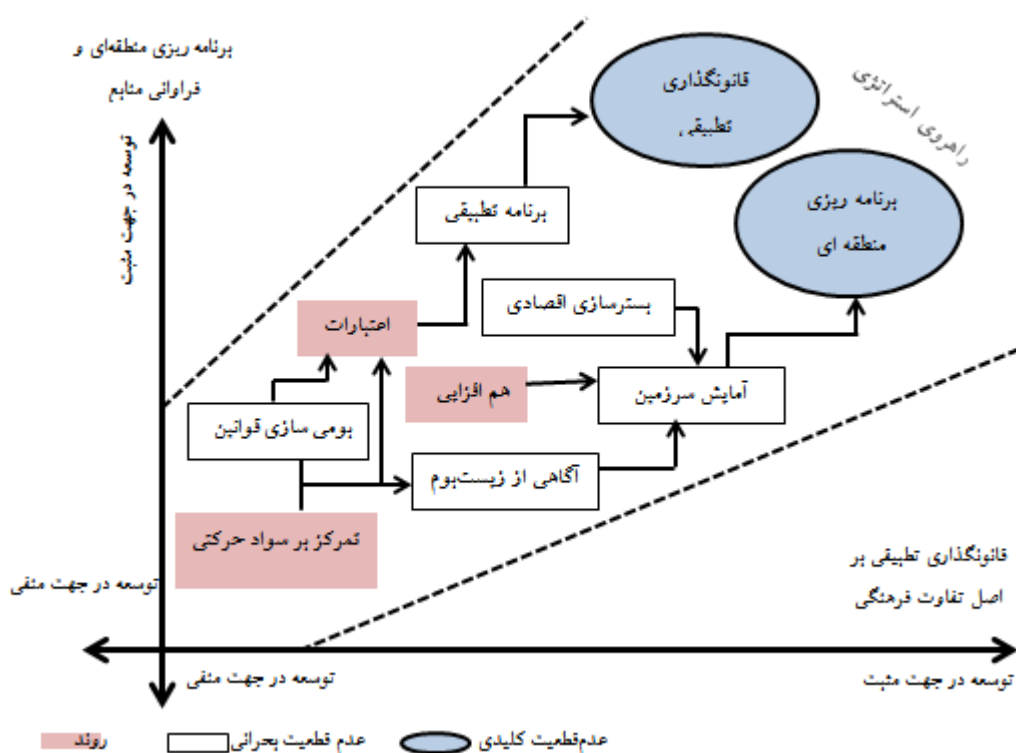 برنامه ریزی منطقه‌ای و
فراوانی منابع
توسعه در جهت مثبت
توسعه در جهت منفی
قانونگذاری
تطبیقی
راهروی استراتژی
برنامه ریزی
منطقه ای
برنامه تطبیقی
بسترسازی اقصادی
اعتبارات
هم افزایی
آمایش سرزمین
بومی سازی قوانین
آگاهی از زیست‌بوم
تمرکز بر سواد حرکتی
قانونگذاری تطبیقی بر
اصل تفاوت فرهنگی
توسعه در جهت مثبت
توسعه در جهت منفی
عدم‌قطعیت کلیدی
عدم قطعیت بحرانی
روند